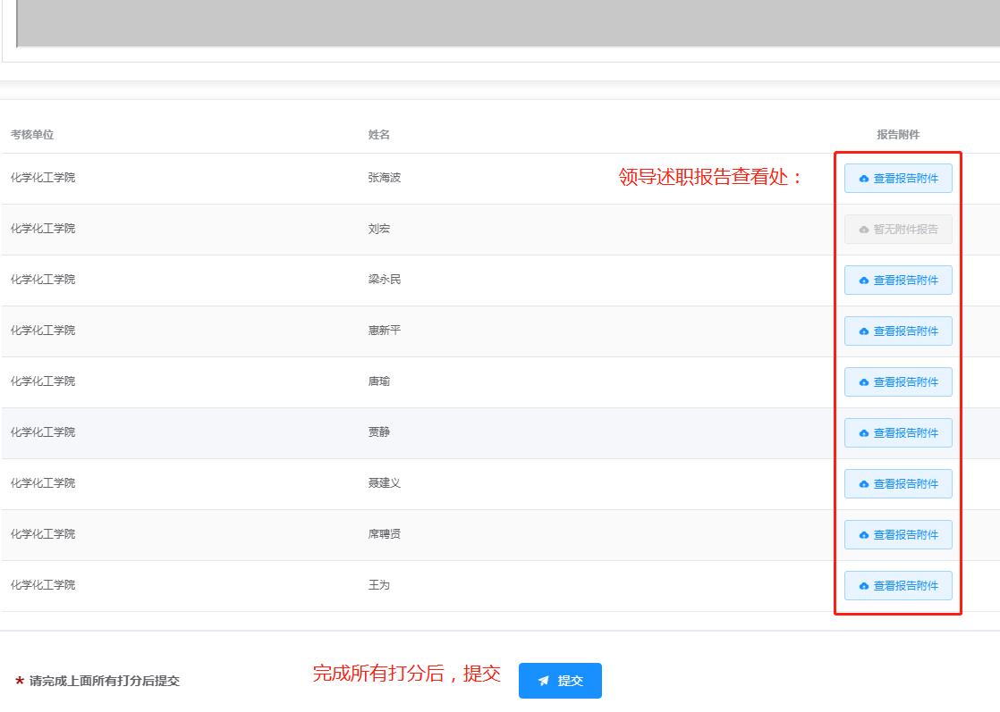 考核单位 姓名 报告附件
化学化工学院 张海波 领导述职报告查看处： 查看报告附件
化学化工学院 刘宏 暂无附件报告
化学化工学院 梁永民 查看报告附件
化学化工学院 惠新平 查看报告附件
化学化工学院 唐瑜 查看报告附件
化学化工学院 贾静 查看报告附件
化学化工学院 聂建义 查看报告附件
化学化工学院 席聘贤 查看报告附件
化学化工学院 王为 查看报告附件
* 请完成上面所有打分后提交 完成所有打分后，提交 提交